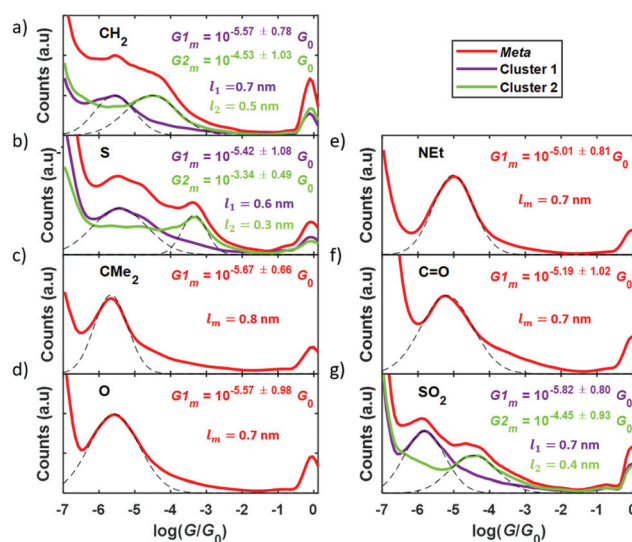 a)
CH2
G1m = 10^-5.57 ± 0.78 G0
G2m = 10^-4.53 ± 1.03 G0
l1 = 0.7 nm
l2 = 0.5 nm
Counts (a.u)
Meta
Cluster 1
Cluster 2
b)
S
G1m = 10^-5.42 ± 1.08 G0
G2m = 10^-3.34 ± 0.49 G0
l1 = 0.6 nm
l2 = 0.3 nm
Counts (a.u)
e)
NEt
G1m = 10^-5.01 ± 0.81 G0
lm = 0.7 nm
Counts (a.u)
c)
CMe2
G1m = 10^-5.67 ± 0.66 G0
lm = 0.8 nm
Counts (a.u)
f)
C=O
G1m = 10^-5.19 ± 1.02 G0
lm = 0.7 nm
Counts (a.u)
d)
O
G1m = 10^-5.57 ± 0.98 G0
lm = 0.7 nm
Counts (a.u)
-7 -6 -5 -4 -3 -2 -1 0
log(G/G0)
g)
SO2
G1m = 10^-5.82 ± 0.80 G0
G2m = 10^-4.45 ± 0.93 G0
l1 = 0.7 nm
l2 = 0.4 nm
Counts (a.u)
-7 -6 -5 -4 -3 -2 -1 0
log(G/G0)